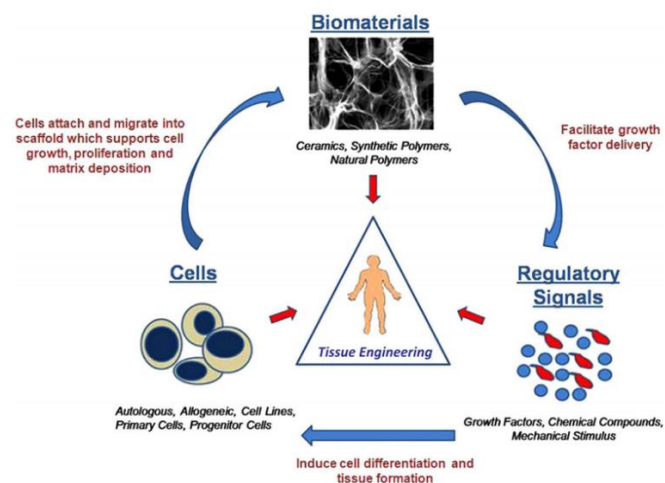 Biomaterials
Cells attach and migrate into
scaffold which supports cell
growth, proliferation and
matrix deposition
Facilitate growth
factor delivery
Ceramics, Synthetic Polymers,
Natural Polymers
Cells
Regulatory
Signals
Tissue Engineering
Autologous, Allogeneic, Cell Lines,
Primary Cells, Progenitor Cells
Growth Factors, Chemical Compounds,
Mechanical Stimulus
Induce cell differentiation and
tissue formation